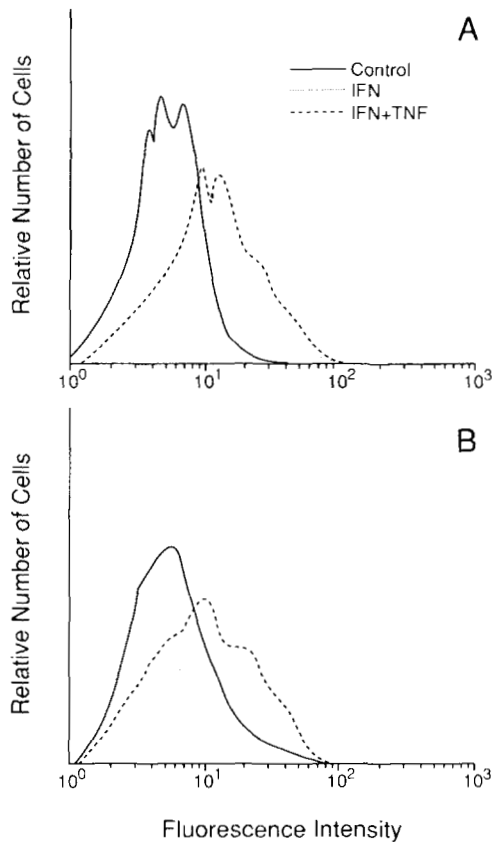 A
Control
IFN
IFN+TNF
Relative Number of Cells
10⁰ 10¹ 10² 10³
B
Relative Number of Cells
10⁰ 10¹ 10² 10³
Fluorescence Intensity